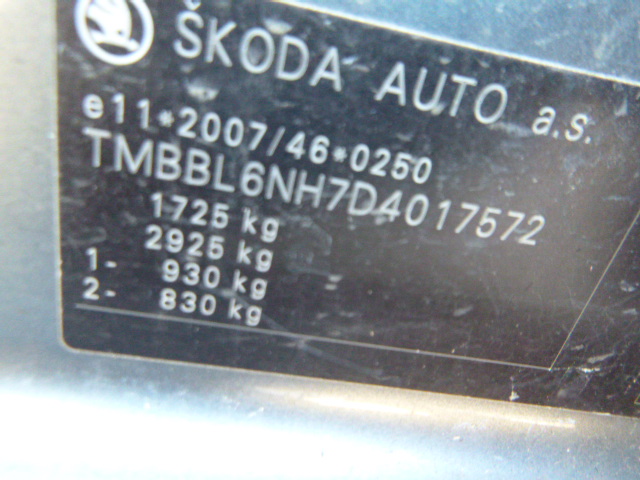 ŠKODA AUTO a.s.
e11*2007/46*0250
TMBBL6NH7D4017572
1725 kg
2925 kg
1- 930 kg
2- 830 kg